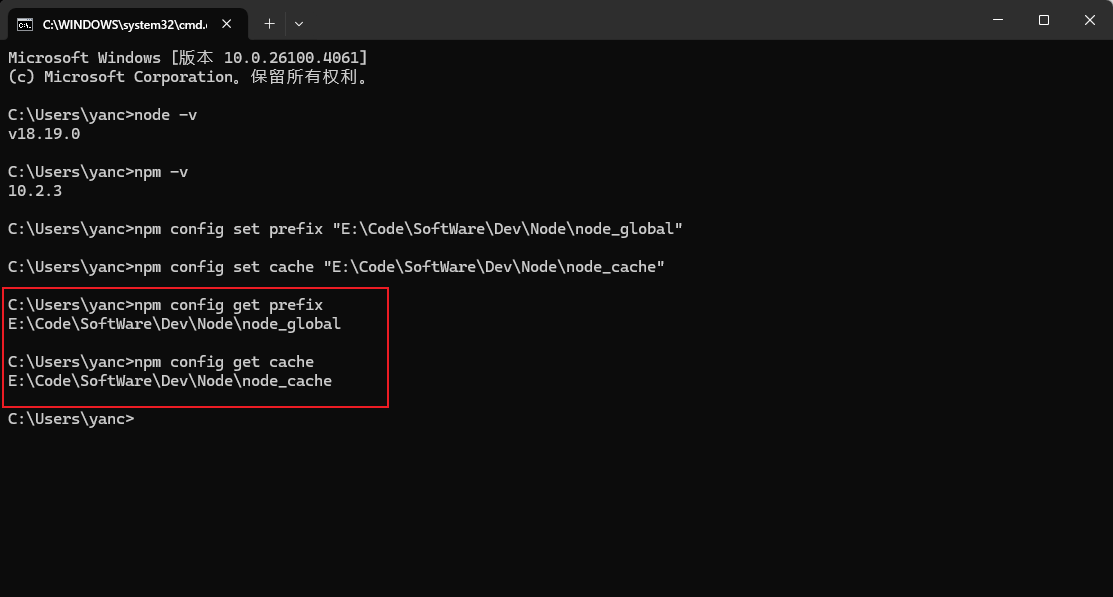 C:\WINDOWS\system32\cmd.
Microsoft Windows [版本 10.0.26100.4061]
(c) Microsoft Corporation。保留所有权利。
C:\Users\yanc>node -v
v18.19.0
C:\Users\yanc>npm -v
10.2.3
C:\Users\yanc>npm config set prefix "E:\Code\SoftWare\Dev\Node\node_global"
C:\Users\yanc>npm config set cache "E:\Code\SoftWare\Dev\Node\node_cache"
C:\Users\yanc>npm config get prefix
E:\Code\SoftWare\Dev\Node\node_global
C:\Users\yanc>npm config get cache
E:\Code\SoftWare\Dev\Node\node_cache
C:\Users\yanc>